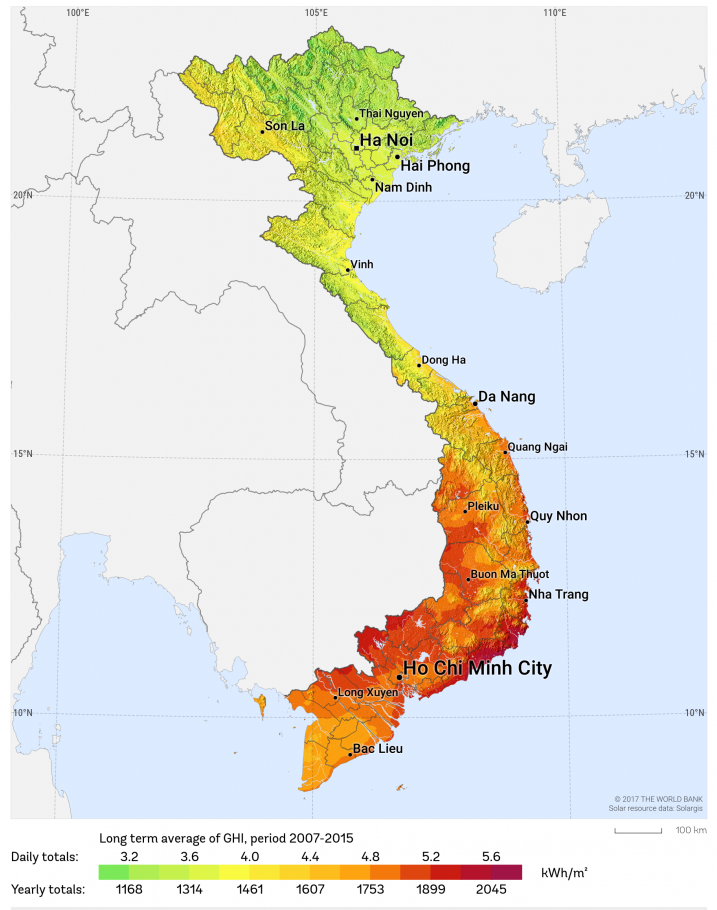 100°E 105°E 110°E
Thai Nguyen
Son La
Ha Noi
Hai Phong
Nam Dinh
20°N 20°N
Vinh
Dong Ha
Da Nang
Quang Ngai
15°N 15°N
Pleiku
Quy Nhon
Buon Ma Thuot
Nha Trang
Ho Chi Minh City
Long Xuyen
10°N 10°N
Bac Lieu
© 2017 THE WORLD BANK
Solar resource data: Solargis
100 km
Long term average of GHI, period 2007-2015
Daily totals: 3.2 3.6 4.0 4.4 4.8 5.2 5.6
kWh/m²
Yearly totals: 1168 1314 1461 1607 1753 1899 2045